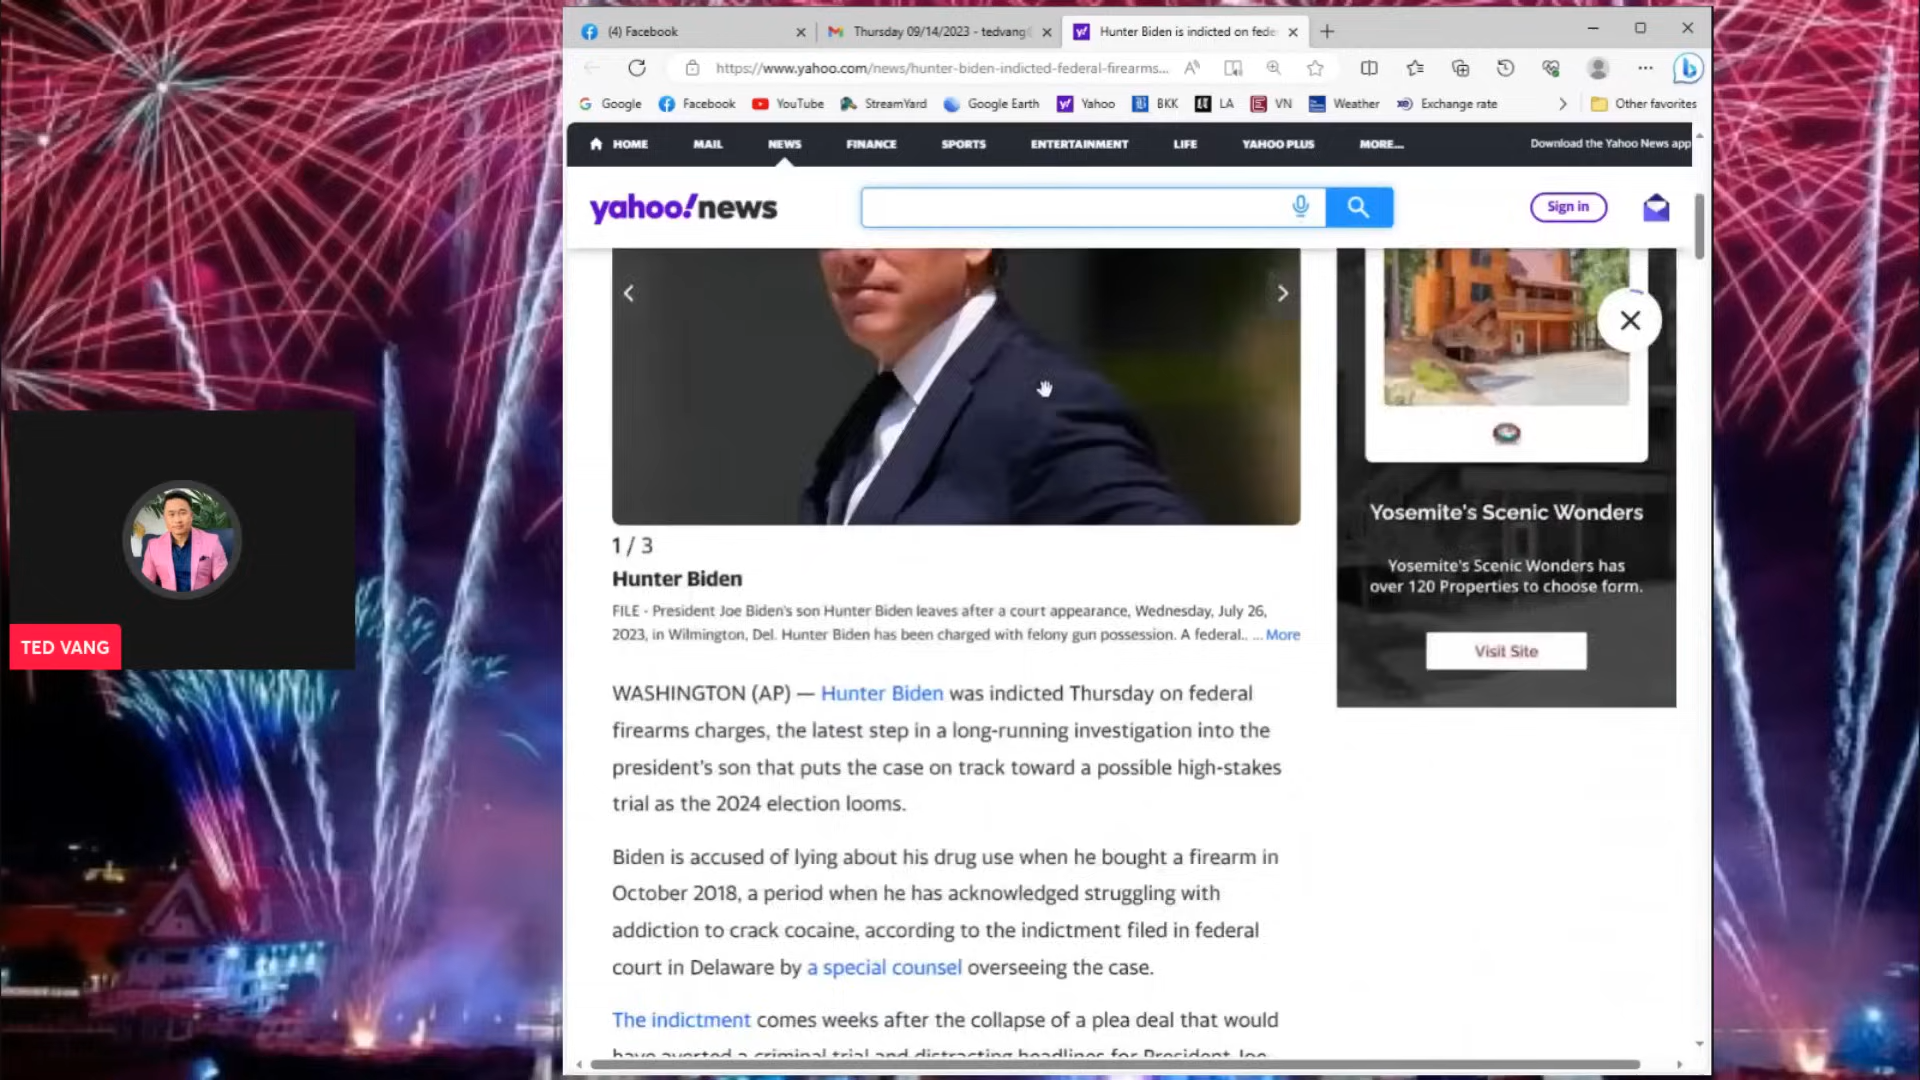 (4) Facebook
Thursday 09/14/2023 - tedvang
Hunter Biden is indicted on fede
https://www.yahoo.com/news/hunter-biden-indicted-federal-firearms...
Google Facebook YouTube StreamYard Google Earth Yahoo BKK LA VN Weather Exchange rate Other favorites
HOME MAIL NEWS FINANCE SPORTS ENTERTAINMENT LIFE YAHOO PLUS MORE... Download the Yahoo News app
yahoo!news
Sign in
1 / 3
Hunter Biden
FILE - President Joe Biden's son Hunter Biden leaves after a court appearance, Wednesday, July 26,
2023, in Wilmington, Del. Hunter Biden has been charged with felony gun possession. A federal.. ... More
WASHINGTON (AP) — Hunter Biden was indicted Thursday on federal
firearms charges, the latest step in a long-running investigation into the
president's son that puts the case on track toward a possible high-stakes
trial as the 2024 election looms.
Biden is accused of lying about his drug use when he bought a firearm in
October 2018, a period when he has acknowledged struggling with
addiction to crack cocaine, according to the indictment filed in federal
court in Delaware by a special counsel overseeing the case.
The indictment comes weeks after the collapse of a plea deal that would
have averted a criminal trial and distracting headlines for President Joe
Yosemite's Scenic Wonders
Yosemite's Scenic Wonders has
over 120 Properties to choose form.
Visit Site
TED VANG